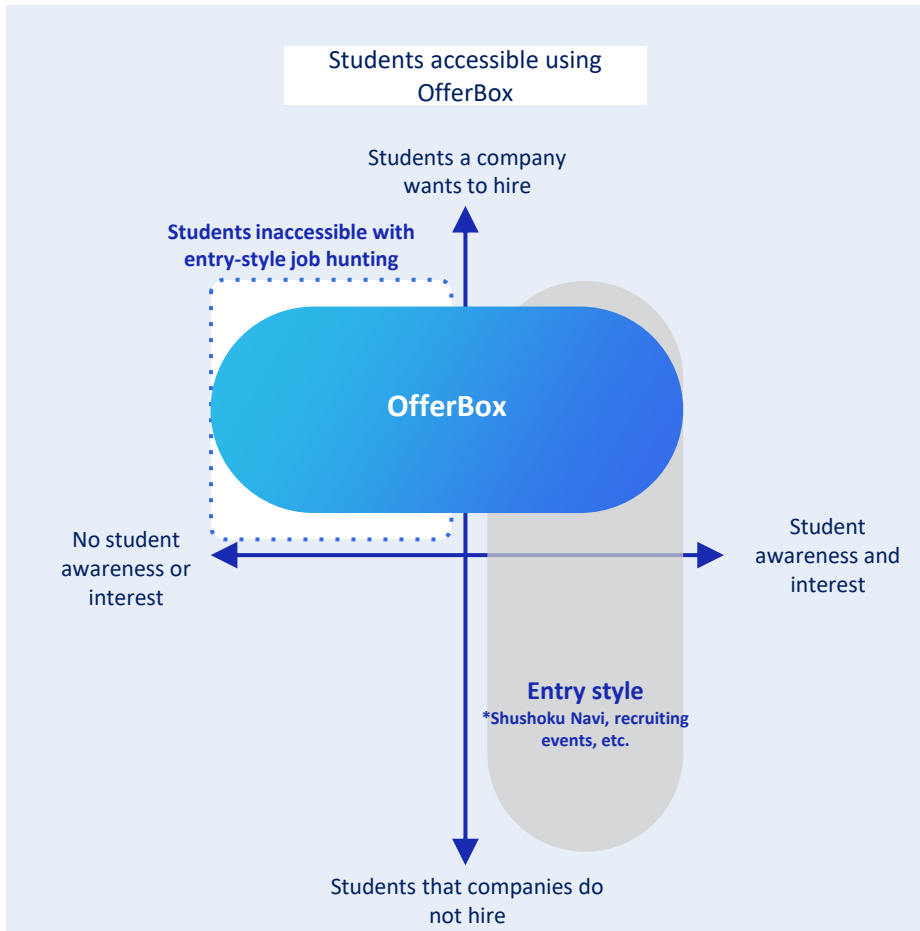 Students accessible using
OfferBox
Students a company
wants to hire
Students inaccessible with
entry-style job hunting
OfferBox
No student
awareness or
interest
Student
awareness and
interest
Entry style
*Shushoku Navi, recruiting
events, etc.
Students that companies do
not hire